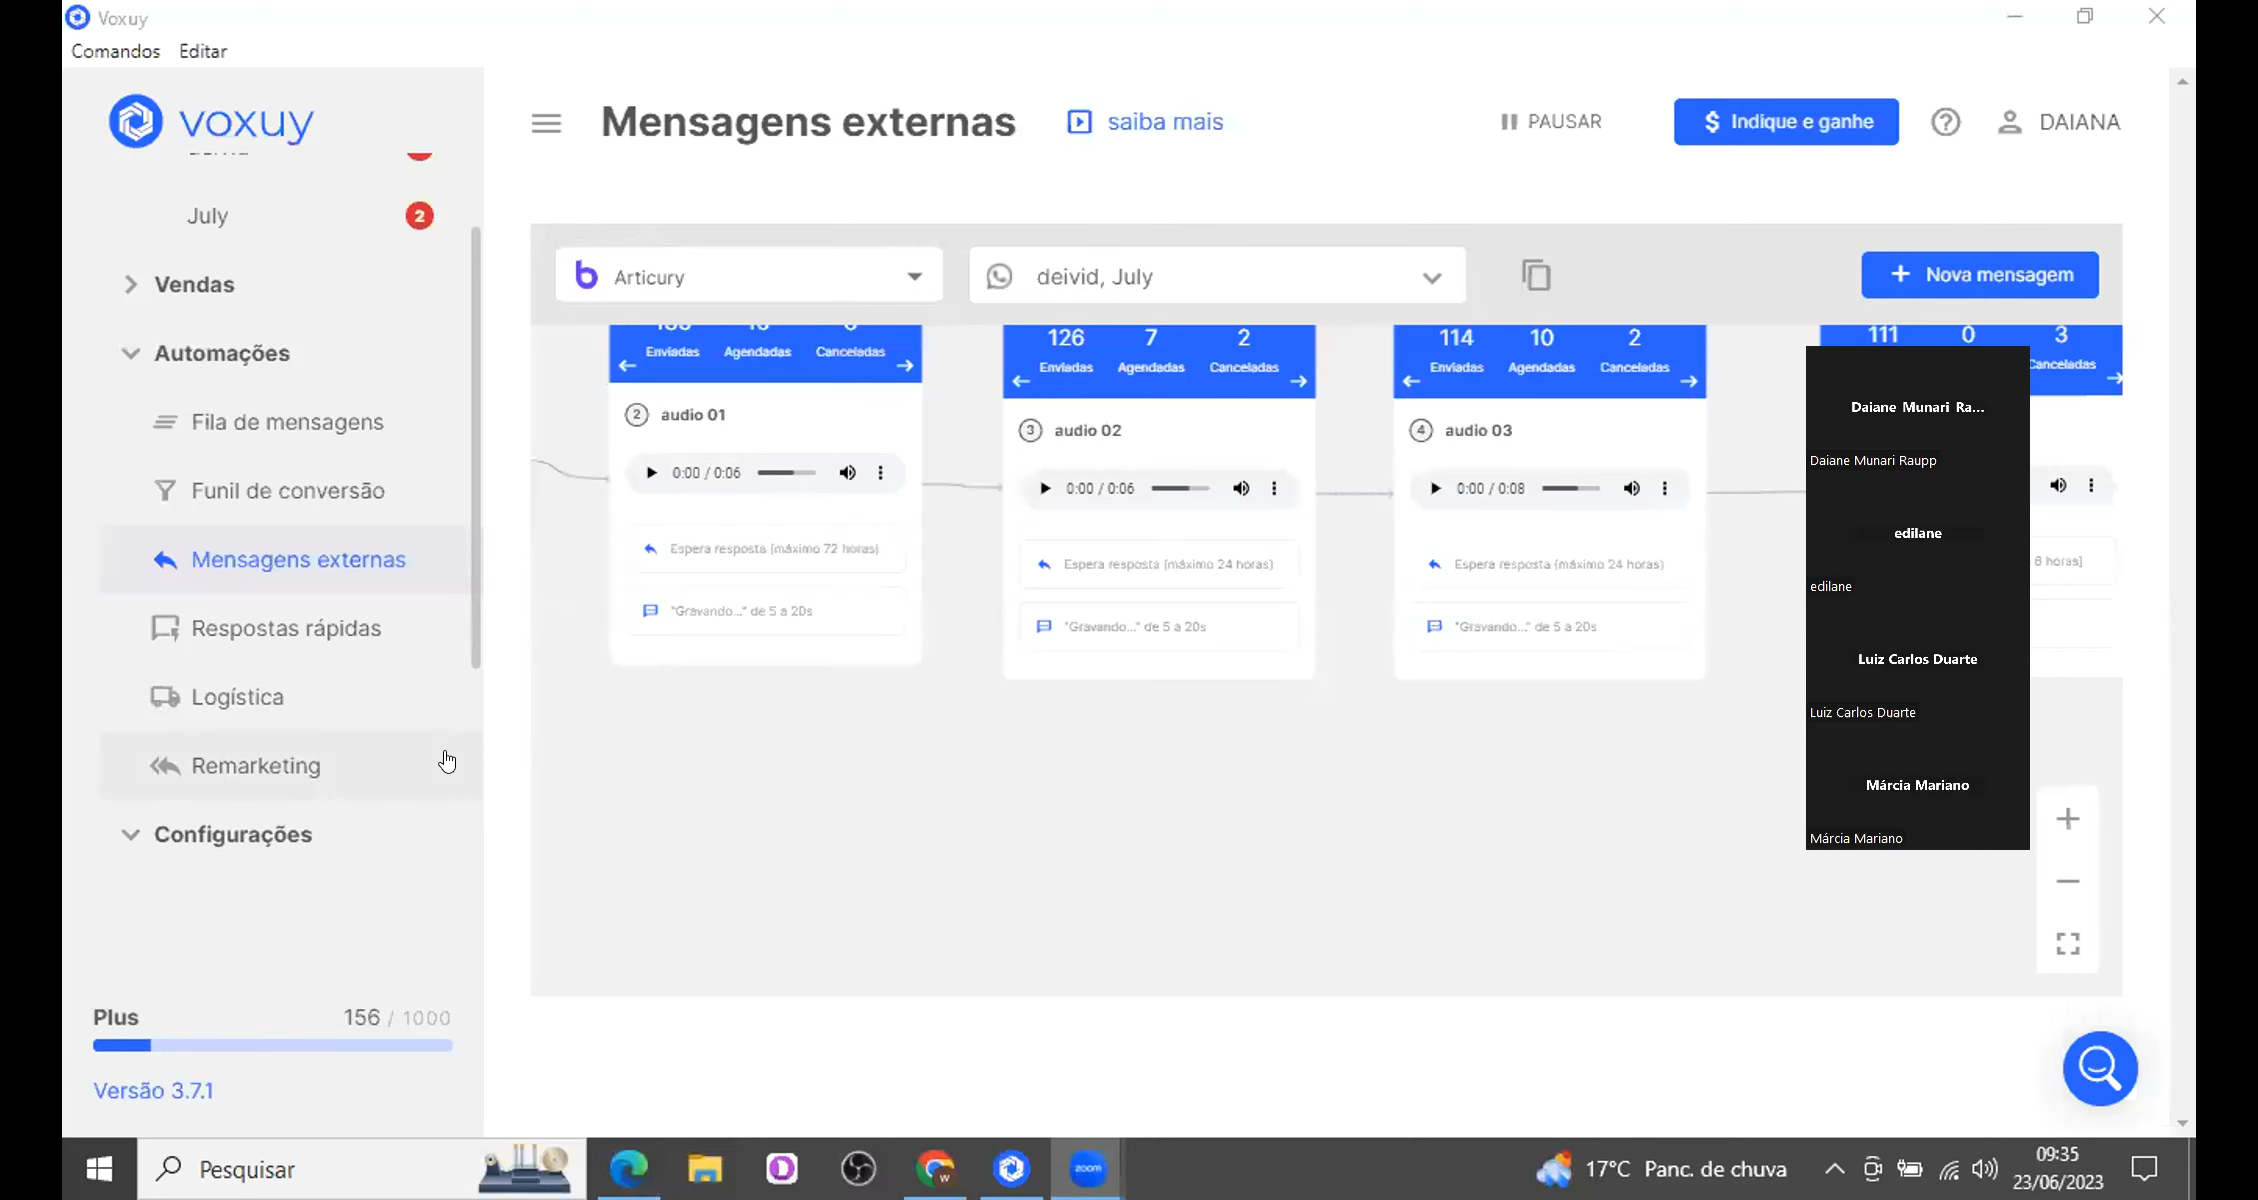 Voxuy
Comandos Editar
voxuy
July 2
Vendas
Automações
Fila de mensagens
Funil de conversão
Mensagens externas
Respostas rápidas
Logística
Remarketing
Configurações
Plus 156 / 1000
Versão 3.7.1
Mensagens externas saiba mais PAUSAR $ Indique e ganhe ? DAIANA
Articury deivid, July + Nova mensagem
Enviadas Agendadas Canceladas
2 audio 01
0:00 / 0:06
Espera resposta (máximo 72 horas)
"Gravando..." de 5 a 20s
126 7 2
Enviadas Agendadas Canceladas
3 audio 02
0:00 / 0:06
Espera resposta (máximo 24 horas)
"Gravando..." de 5 a 20s
114 10 2
Enviadas Agendadas Canceladas
4 audio 03
0:00 / 0:08
Espera resposta (máximo 24 horas)
"Gravando..." de 5 a 20s
111 0 3
Canceladas
6 horas)
Daiane Munari Ra...
Daiane Munari Raupp
edilane
edilane
Luiz Carlos Duarte
Luiz Carlos Duarte
Márcia Mariano
Márcia Mariano
Pesquisar
zoom
17°C Panc. de chuva
09:35
23/06/2023